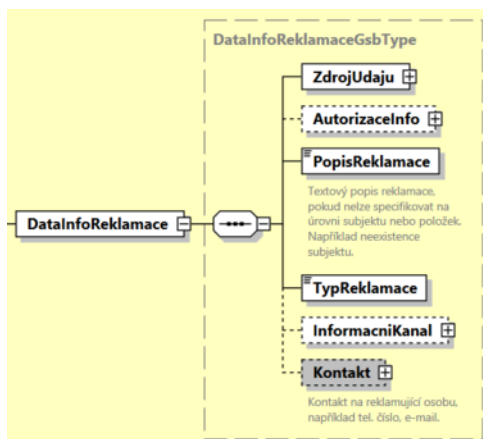 DataInfoReklamaceGsbType
ZdrojUdaju
AutorizaceInfo
PopisReklamace
Textový popis reklamace,
pokud nelze specifikovat na
úrovni subjektu nebo položek.
Například neexistence
subjektu.
DataInfoReklamace
TypReklamace
InformacniKanal
Kontakt
Kontakt na reklamující osobu,
například tel. číslo, e-mail.